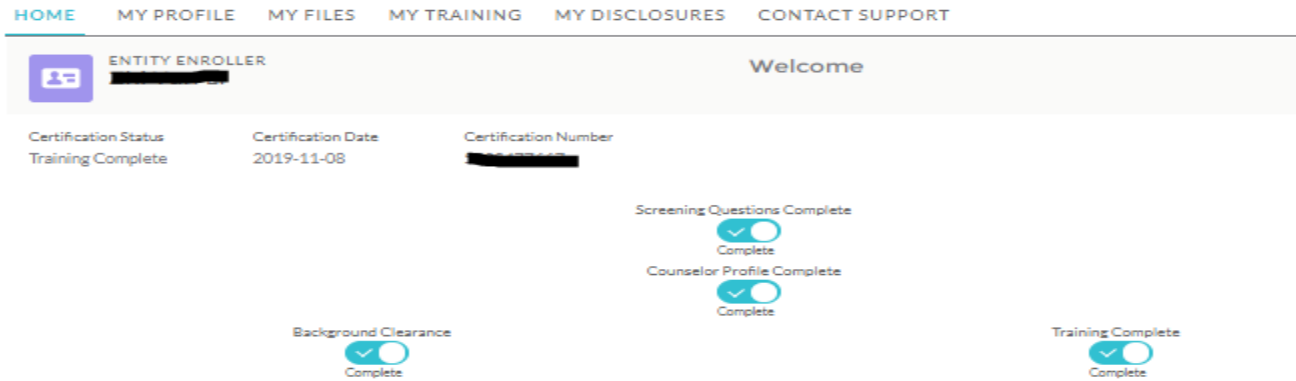 HOME MY PROFILE MY FILES MY TRAINING MY DISCLOSURES CONTACT SUPPORT
ENTITY ENROLLER
Welcome
Certification Status Certification Date Certification Number
Training Complete 2019-11-08
Screening Questions Complete
Complete
Counselor Profile Complete
Complete
Background Clearance Training Complete
Complete Complete